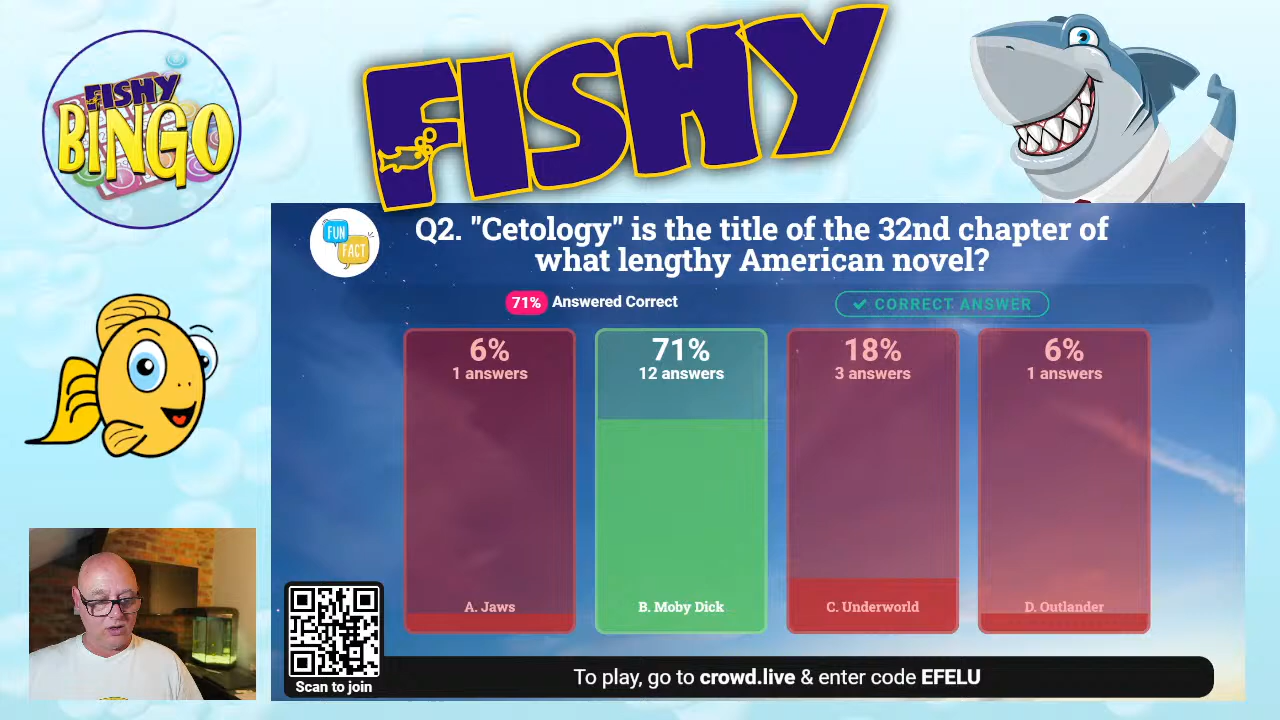 FISHY
BINGO
FISHY
FUN
FACT
Q2. "Cetology" is the title of the 32nd chapter of
what lengthy American novel?
71% Answered Correct
CORRECT ANSWER
6%
1 answers
71%
12 answers
18%
3 answers
6%
1 answers
A. Jaws
B. Moby Dick
C. Underworld
D. Outlander
Scan to join
To play, go to crowd.live & enter code EFELU